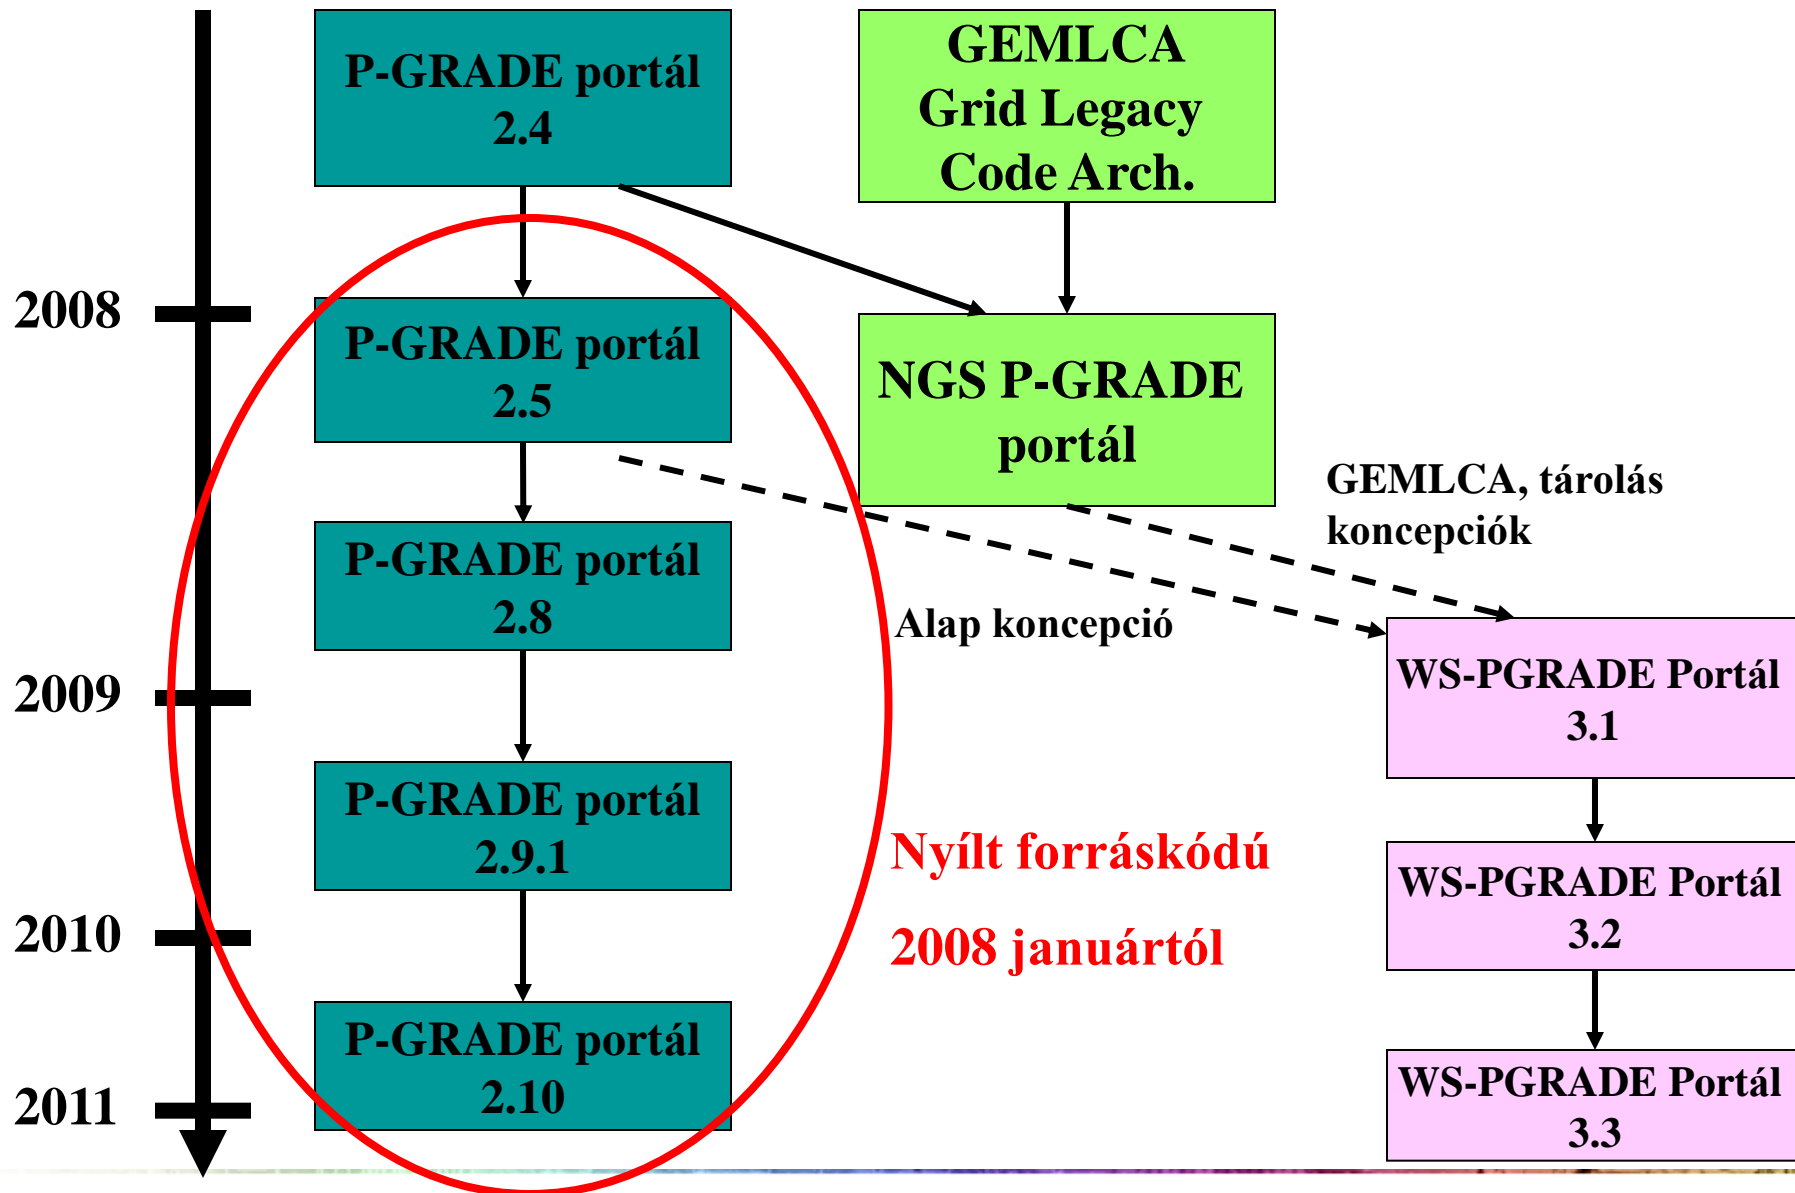 P-GRADE portál
2.4
GEMLCA
Grid Legacy
Code Arch.
2008
P-GRADE portál
2.5
NGS P-GRADE
portál
GEMLCA, tárolás
koncepciók
P-GRADE portál
2.8
Alap koncepció
2009
WS-PGRADE Portál
3.1
P-GRADE portál
2.9.1
Nyílt forráskódú
2008 januártól
WS-PGRADE Portál
3.2
2010
P-GRADE portál
2.10
2011
WS-PGRADE Portál
3.3